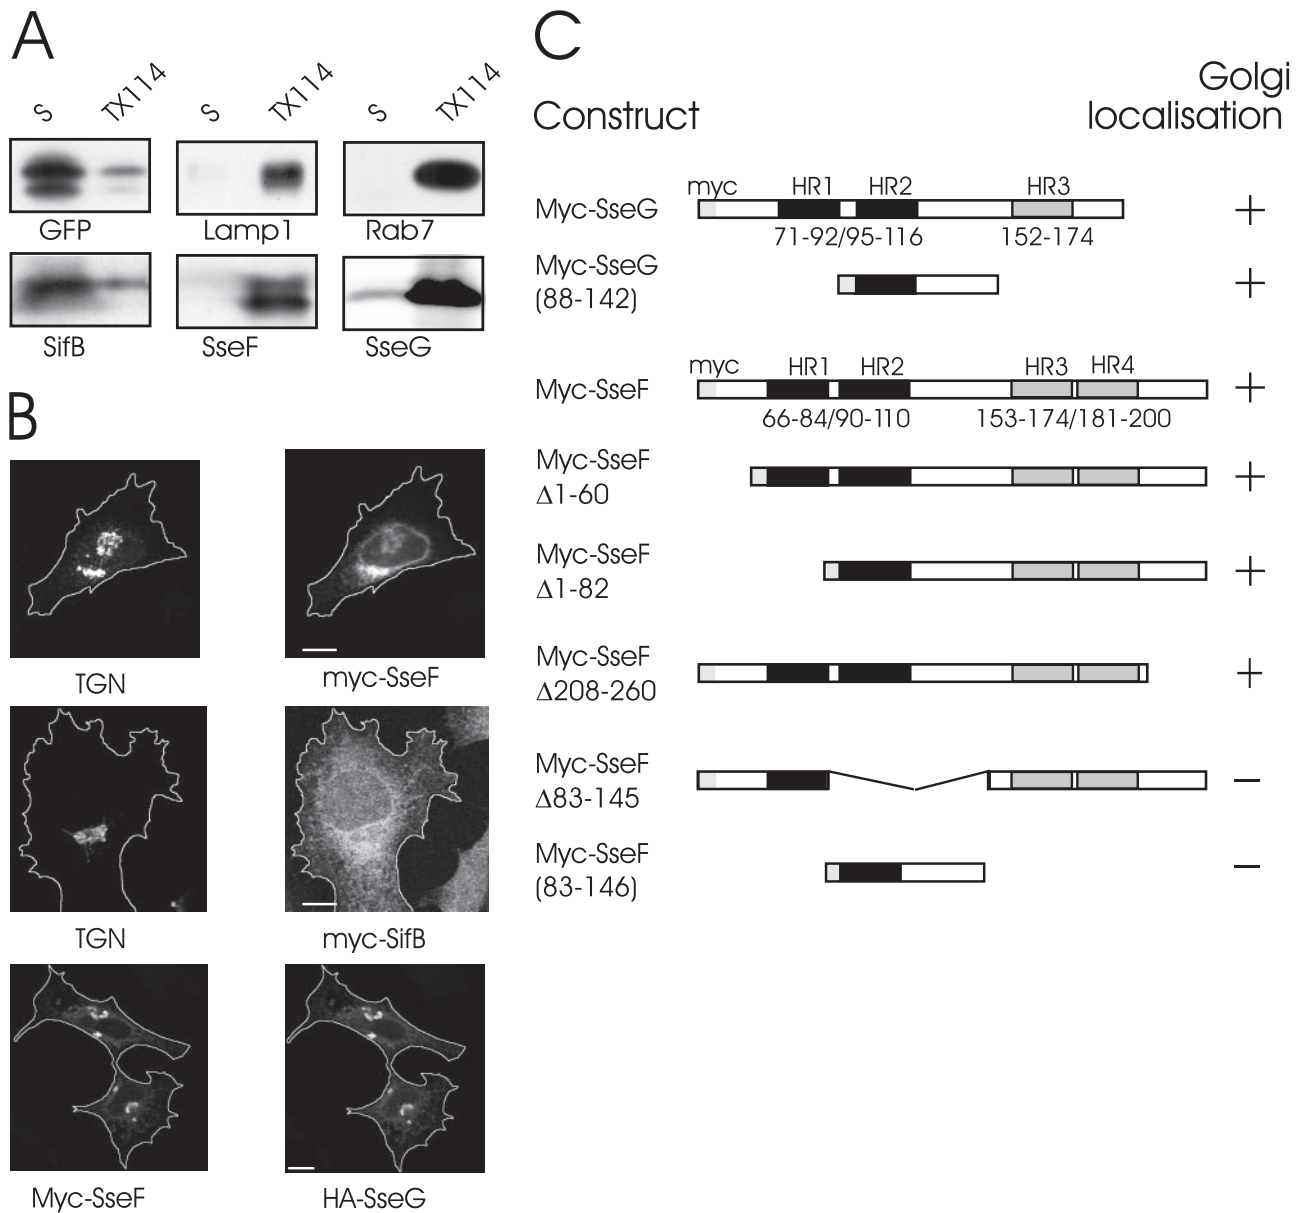 A
S TX114 S TX114 S TX114
GFP Lamp1 Rab7
SifB SseF SseG
B
TGN myc-SseF
TGN myc-SifB
Myc-SseF HA-SseG
C
Construct Golgi localisation
myc HR1 HR2 HR3
Myc-SseG +
71-92/95-116 152-174
Myc-SseG
(88-142) +
myc HR1 HR2 HR3 HR4
Myc-SseF +
66-84/90-110 153-174/181-200
Myc-SseF
Δ1-60 +
Myc-SseF
Δ1-82 +
Myc-SseF
Δ208-260 +
Myc-SseF
Δ83-145 −
Myc-SseF
(83-146) −